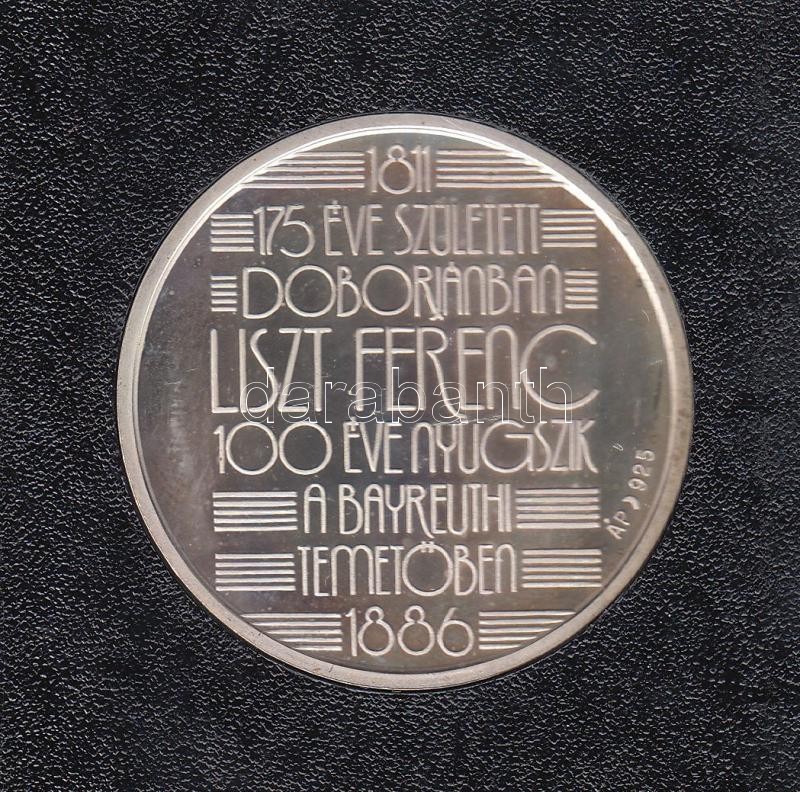 1811
175 ÉVE SZÜLETETT
DOBORJÁNBAN
LISZT FERENC
darabanth
100 ÉVE NYUGSZIK
A BAYREUTHI
TEMETŐBEN
1886
ÁP 925